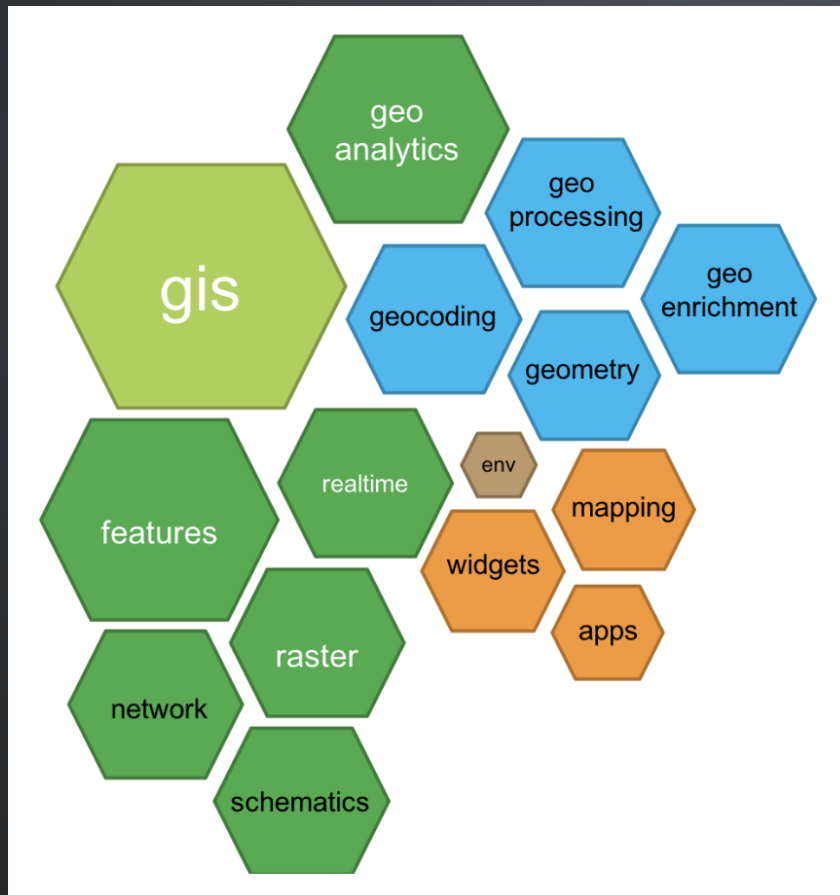 geo
analytics
geo
processing
geo
enrichment
gis
geocoding
geometry
env
realtime
mapping
features
widgets
apps
raster
network
schematics